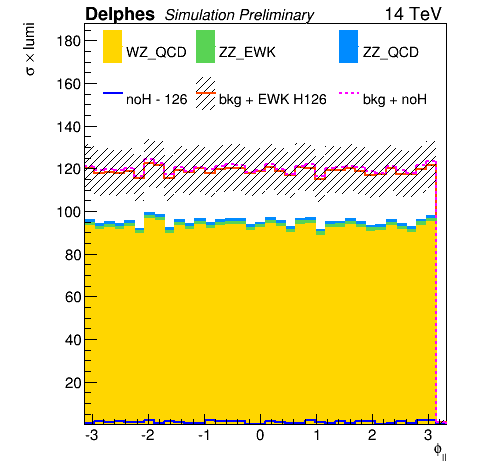 Delphes Simulation Preliminary 14 TeV
σ × lumi
WZ_QCD ZZ_EWK ZZ_QCD
noH - 126 bkg + EWK H126 bkg + noH
180
160
140
120
100
80
60
40
20
-3 -2 -1 0 1 2 3
ϕ||